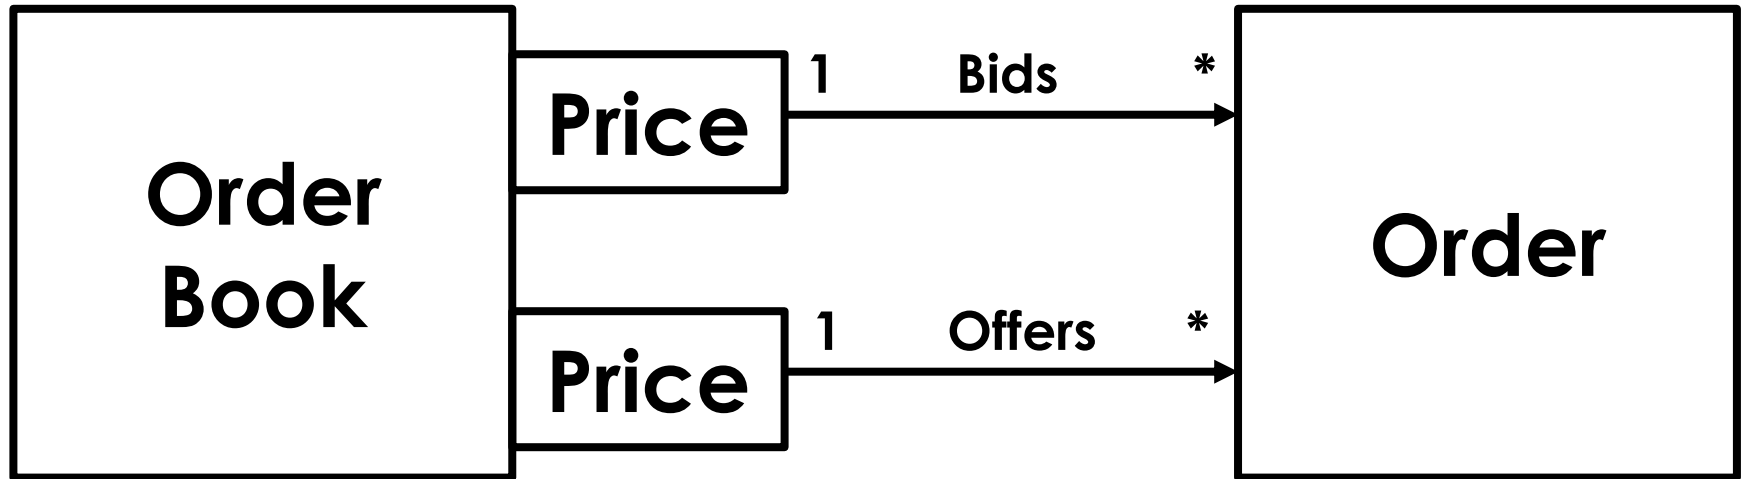 Order
Book
Price
1 Bids *
Price
1 Offers *
Order